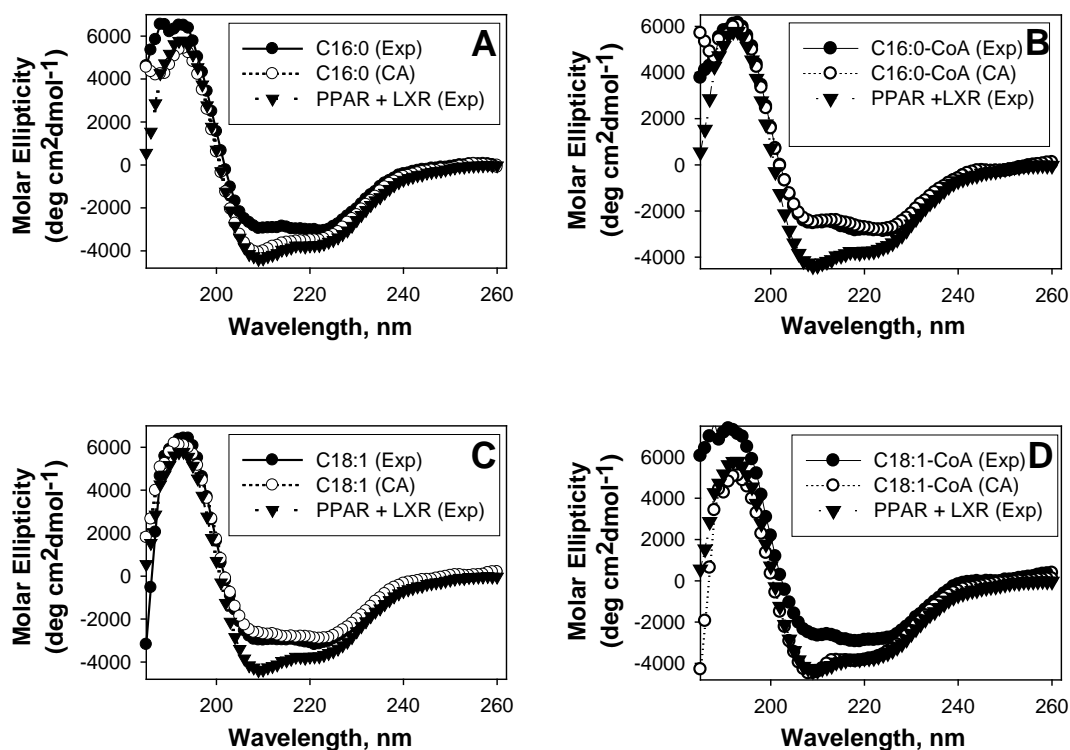 A
6000
4000
2000
0
-2000
-4000
Molar Ellipticity
(deg cm2dmol-1)
C16:0 (Exp)
C16:0 (CA)
PPAR + LXR (Exp)
200
220
240
260
Wavelength, nm
B
6000
4000
2000
0
-2000
-4000
Molar Ellipticity
(deg cm2dmol-1)
C16:0-CoA (Exp)
C16:0-CoA (CA)
PPAR +LXR (Exp)
200
220
240
260
Wavelength, nm
C
6000
4000
2000
0
-2000
-4000
Molar Ellipticity
(deg cm2dmol-1)
C18:1 (Exp)
C18:1 (CA)
PPAR + LXR (Exp)
200
220
240
260
Wavelength, nm
D
6000
4000
2000
0
-2000
-4000
Molar Ellipticity
(deg cm2dmol-1)
C18:1-CoA (Exp)
C18:1-CoA (CA)
PPAR + LXR (Exp)
200
220
240
260
Wavelength, nm